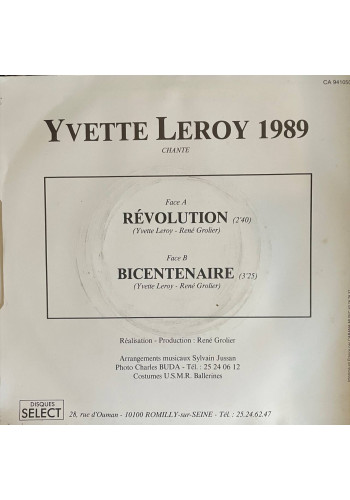 CA 841050
YVETTE LEROY 1989
CHANTE
Face A
RÉVOLUTION (2'40)
(Yvette Leroy - René Grolier)
Face B
BICENTENAIRE (3'25)
(Yvette Leroy - René Grolier)
Réalisation - Production : René Grolier
Arrangements musicaux Sylvain Jussan
Photo Charles BUDA - Tél. : 25 24 06 12
Costumes U.S.M.R. Ballerines
DISQUES
SELECT
28, rue d'Ouman - 10100 ROMILLY-sur-SEINE - Tél. : 25.24.62.47